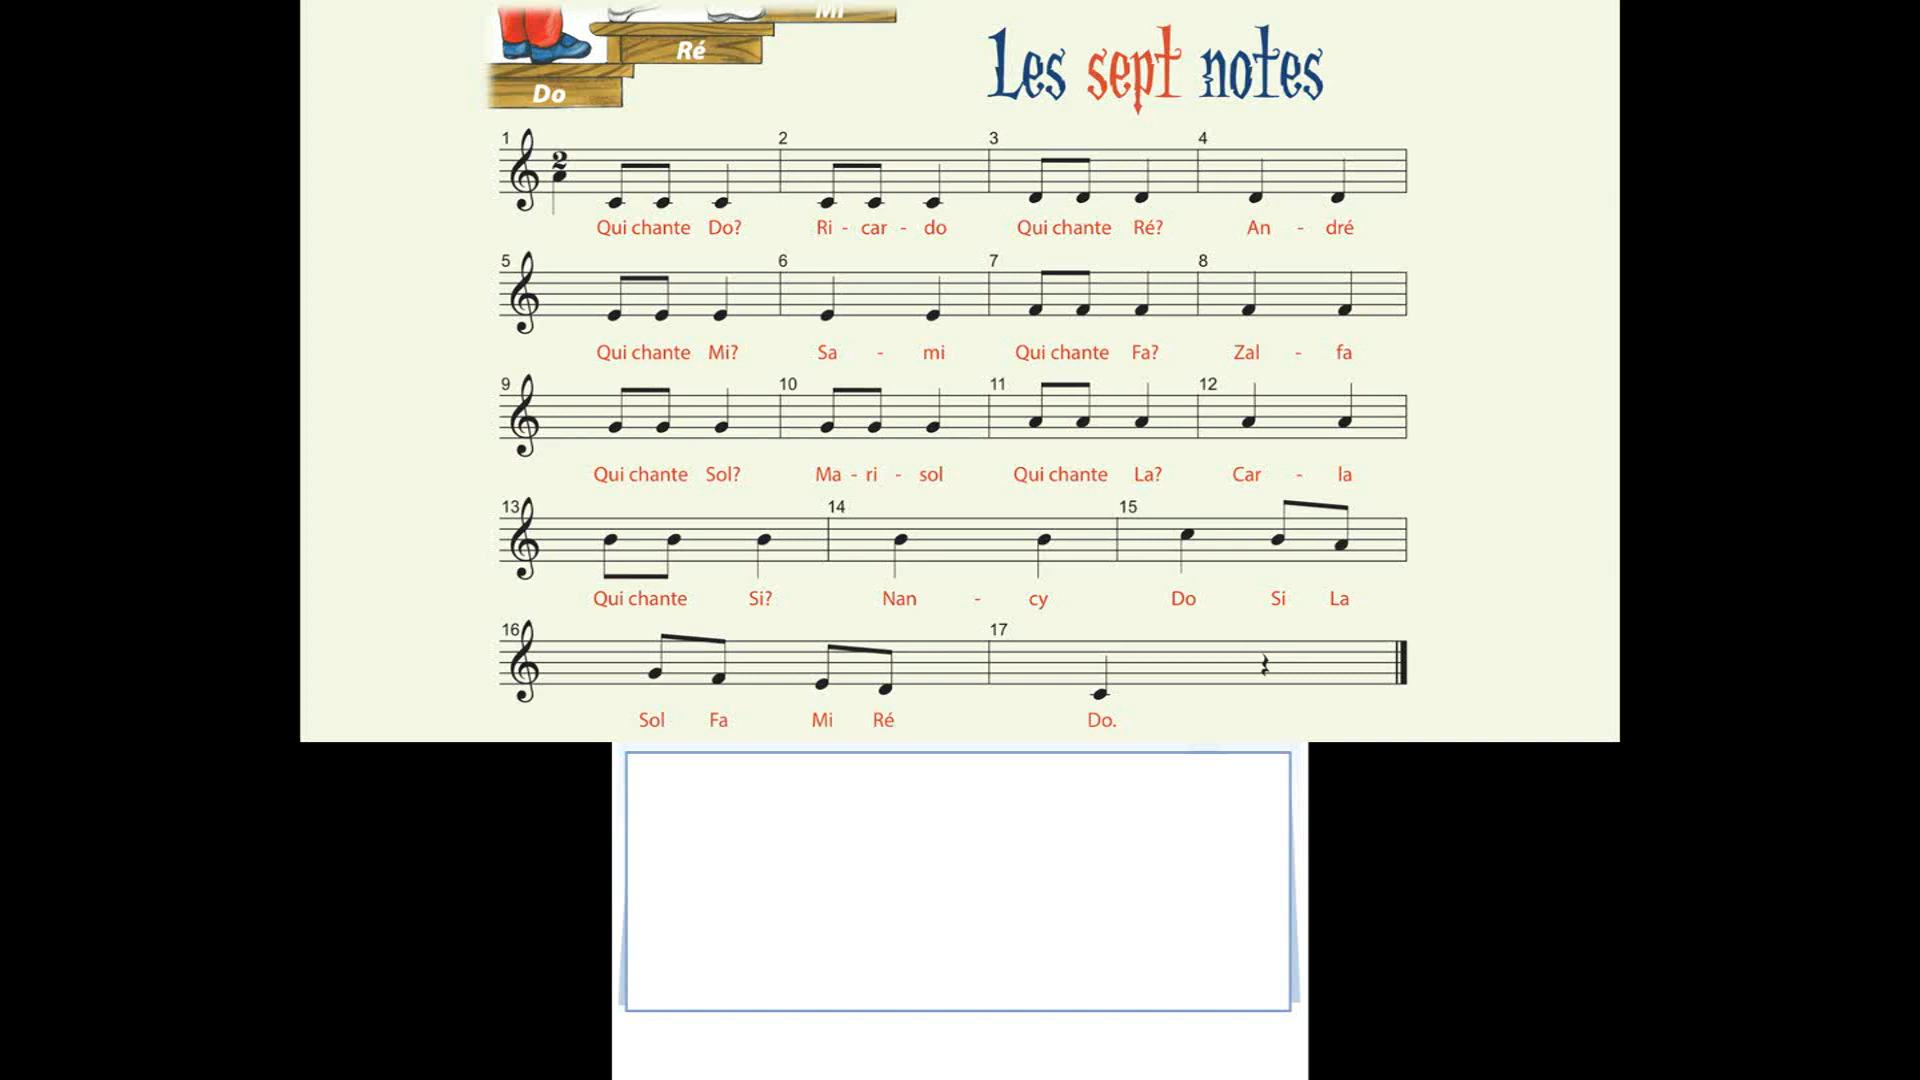 Mi
Ré
Do
Les sept notes
1 2 3 4
2
Qui chante Do? Ri - car - do Qui chante Ré? An - dré
5 6 7 8
Qui chante Mi? Sa - mi Qui chante Fa? Zal - fa
9 10 11 12
Qui chante Sol? Ma - ri - sol Qui chante La? Car - la
13 14 15
Qui chante Si? Nan - cy Do Si La
16 17
Sol Fa Mi Ré Do.